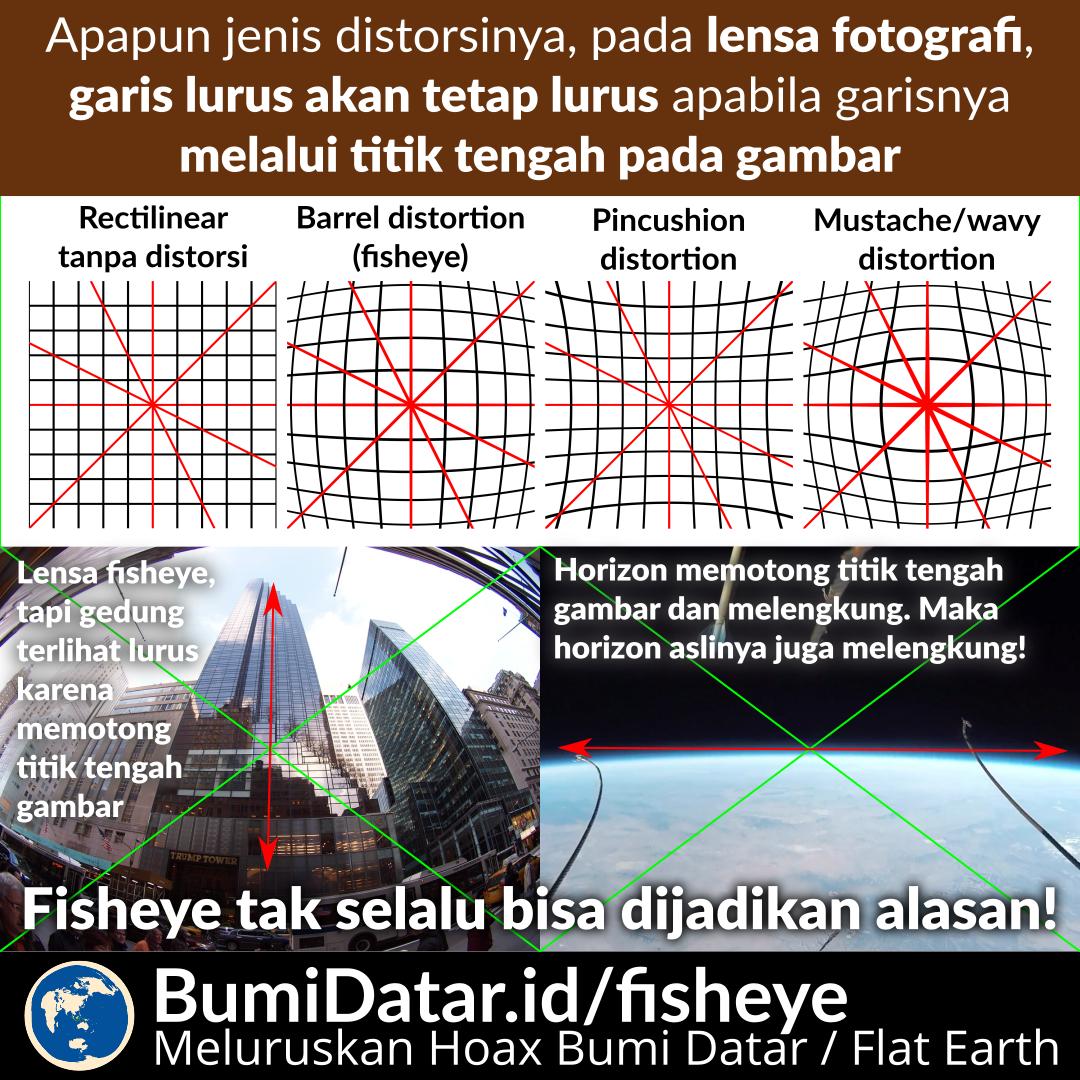 Apapun jenis distorsinya, pada lensa fotografi,
garis lurus akan tetap lurus apabila garisnya
melalui titik tengah pada gambar
Rectilinear
tanpa distorsi
Barrel distortion
(fisheye)
Pincushion
distortion
Mustache/wavy
distortion
Lensa fisheye,
tapi gedung
terlihat lurus
karena
memotong
titik tengah
gambar
TRUMP TOWER
Horizon memotong titik tengah
gambar dan melengkung. Maka
horizon aslinya juga melengkung!
Fisheye tak selalu bisa dijadikan alasan!
BumiDatar.id/fisheye
Meluruskan Hoax Bumi Datar / Flat Earth